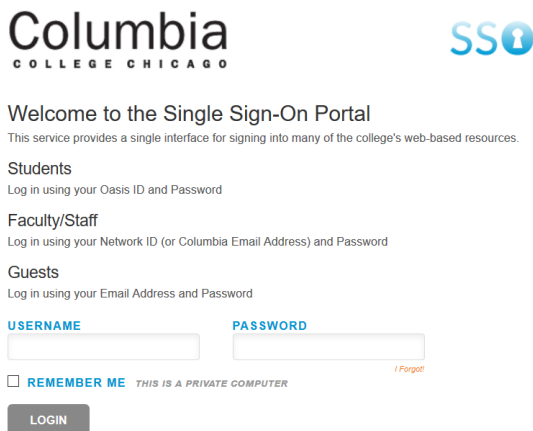 Columbia
COLLEGE CHICAGO
SSO
Welcome to the Single Sign-On Portal
This service provides a single interface for signing into many of the college's web-based resources.
Students
Log in using your Oasis ID and Password
Faculty/Staff
Log in using your Network ID (or Columbia Email Address) and Password
Guests
Log in using your Email Address and Password
USERNAME PASSWORD
I Forgot!
REMEMBER ME THIS IS A PRIVATE COMPUTER
LOGIN